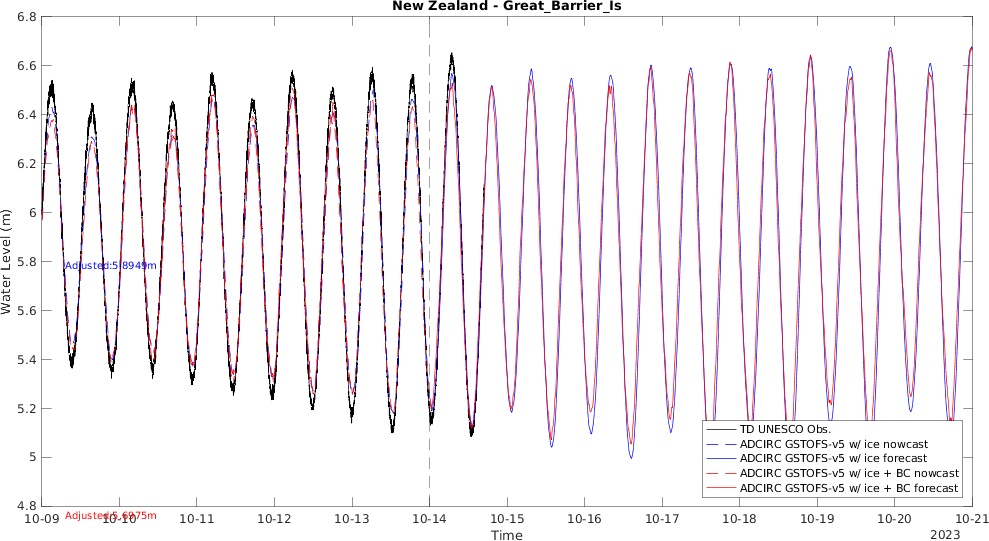 New Zealand - Great_Barrier_Is
6.8
6.6
6.4
6.2
6
5.8
5.6
5.4
5.2
5
4.8
Water Level (m)
Adjusted:5.8949m
Adjusted:5.6975m
TD UNESCO Obs.
ADCIRC GSTOFS-v5 w/ ice nowcast
ADCIRC GSTOFS-v5 w/ ice forecast
ADCIRC GSTOFS-v5 w/ ice + BC nowcast
ADCIRC GSTOFS-v5 w/ ice + BC forecast
10-09 10-10 10-11 10-12 10-13 10-14 10-15 10-16 10-17 10-18 10-19 10-20 10-21
Time
2023